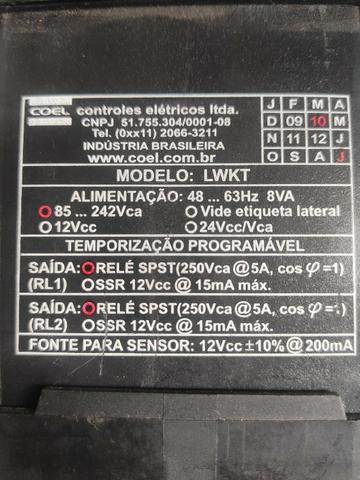 COEL controles elétricos ltda.
CNPJ 51.755.304/0001-08
Tel. (0xx11) 2066-3211
INDÚSTRIA BRASILEIRA
www.coel.com.br
J F M A
D 09 10 M
N 11 12 J
O S A J
MODELO: LWKT
ALIMENTAÇÃO: 48 ... 63Hz 8VA
85 ... 242Vca Vide etiqueta lateral
12Vcc 24Vcc/Vca
TEMPORIZAÇÃO PROGRAMÁVEL
SAÍDA: RELÉ SPST(250Vca @5A, cos φ =1)
(RL1) SSR 12Vcc @ 15mA máx.
SAÍDA: RELÉ SPST(250Vca @5A, cos φ =
(RL2) SSR 12Vcc @ 15mA máx.
FONTE PARA SENSOR: 12Vcc ±10% @ 200mA